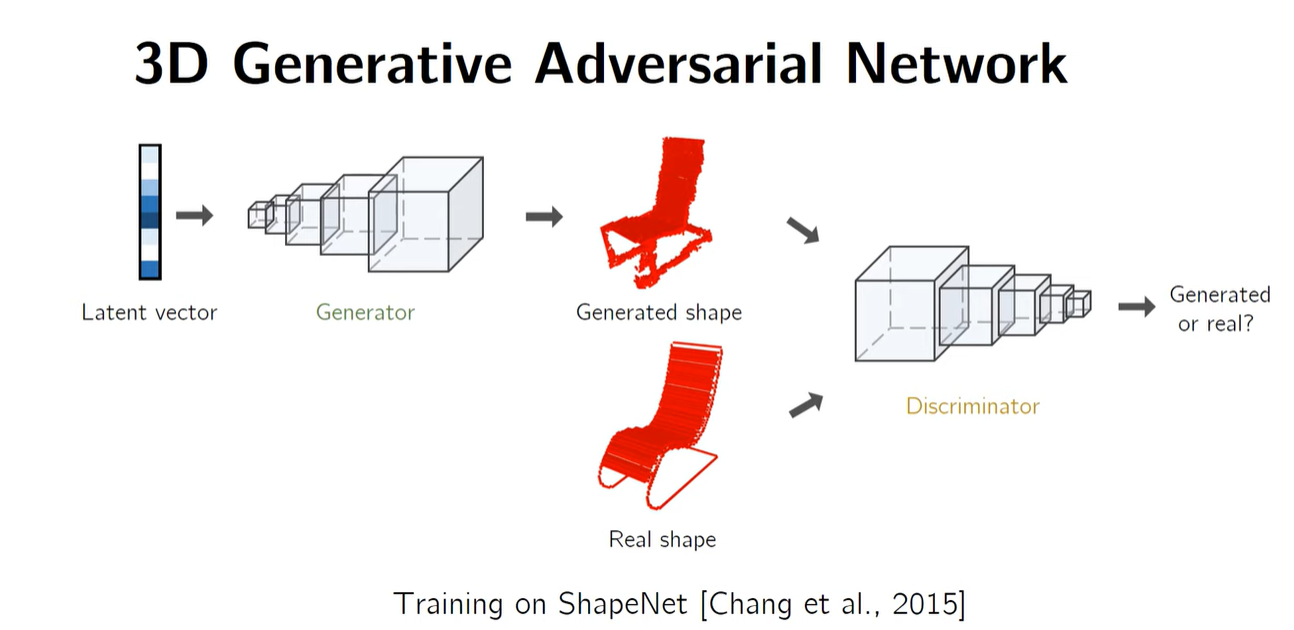 3D Generative Adversarial Network
Latent vector
Generator
Generated shape
Generated
or real?
Discriminator
Real shape
Training on ShapeNet [Chang et al., 2015]